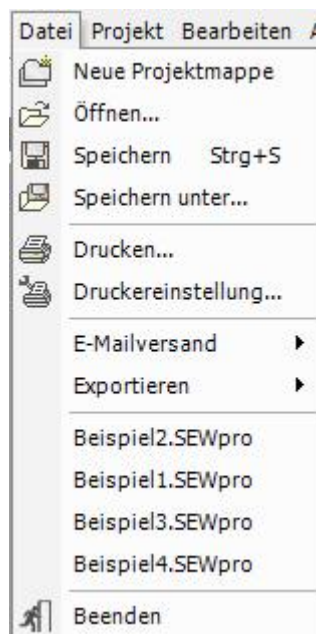 Datei Projekt Bearbeiten
Neue Projektmappe
Öffnen...
Speichern Strg+S
Speichern unter...
Drucken...
Druckereinstellung...
E-Mailversand
Exportieren
Beispiel2.SEWpro
Beispiel1.SEWpro
Beispiel3.SEWpro
Beispiel4.SEWpro
Beenden